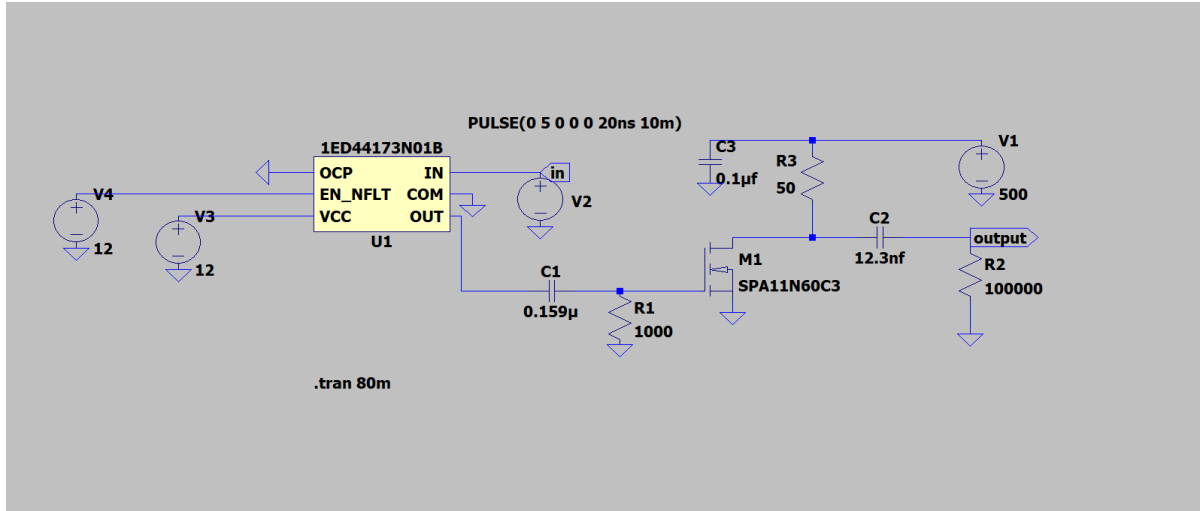 PULSE(0 5 0 0 0 20ns 10m)
1ED44173N01B
OCP IN
EN_NFLT COM
VCC OUT
U1
in
V2
V4
12
V3
12
C1
0.159µ
R1
1000
.tran 80m
C3
0.1µf
R3
50
V1
500
M1
SPA11N60C3
C2
12.3nf
output
R2
100000